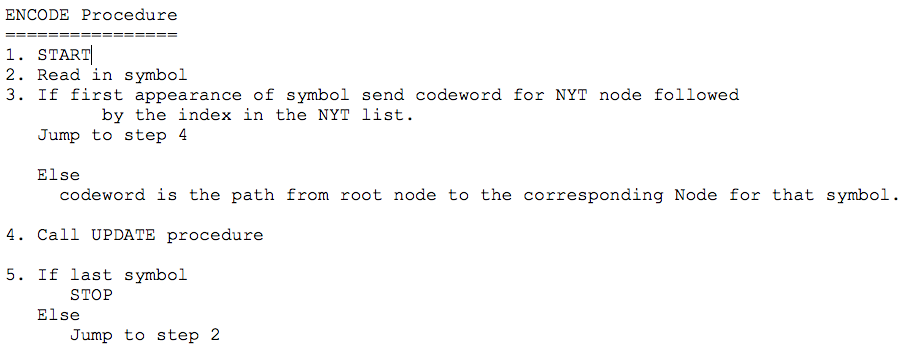 ENCODE Procedure
================
1. START
2. Read in symbol
3. If first appearance of symbol send codeword for NYT node followed
by the index in the NYT list.
Jump to step 4
Else
codeword is the path from root node to the corresponding Node for that symbol.
4. Call UPDATE procedure
5. If last symbol
STOP
Else
Jump to step 2